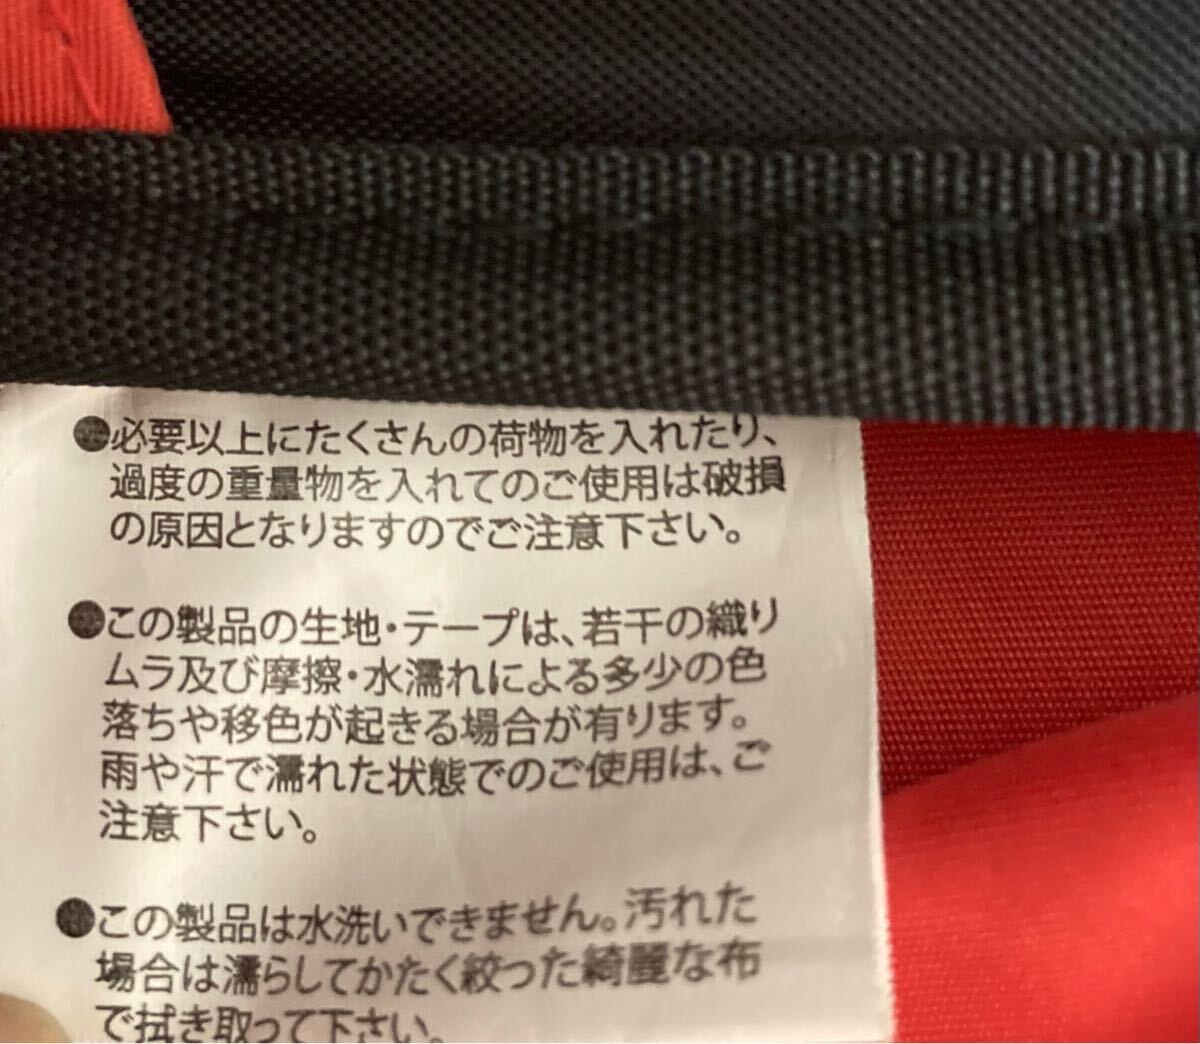 ●必要以上にたくさんの荷物を入れたり、
過度の重量物を入れてのご使用は破損
の原因となりますのでご注意下さい。
●この製品の生地・テープは、若干の織り
ムラ及び摩擦・水濡れによる多少の色
落ちや移色が起きる場合が有ります。
雨や汗で濡れた状態でのご使用は、ご
注意下さい。
●この製品は水洗いできません。汚れた
場合は濡らしてかたく絞った綺麗な布
で拭き取って下さい。